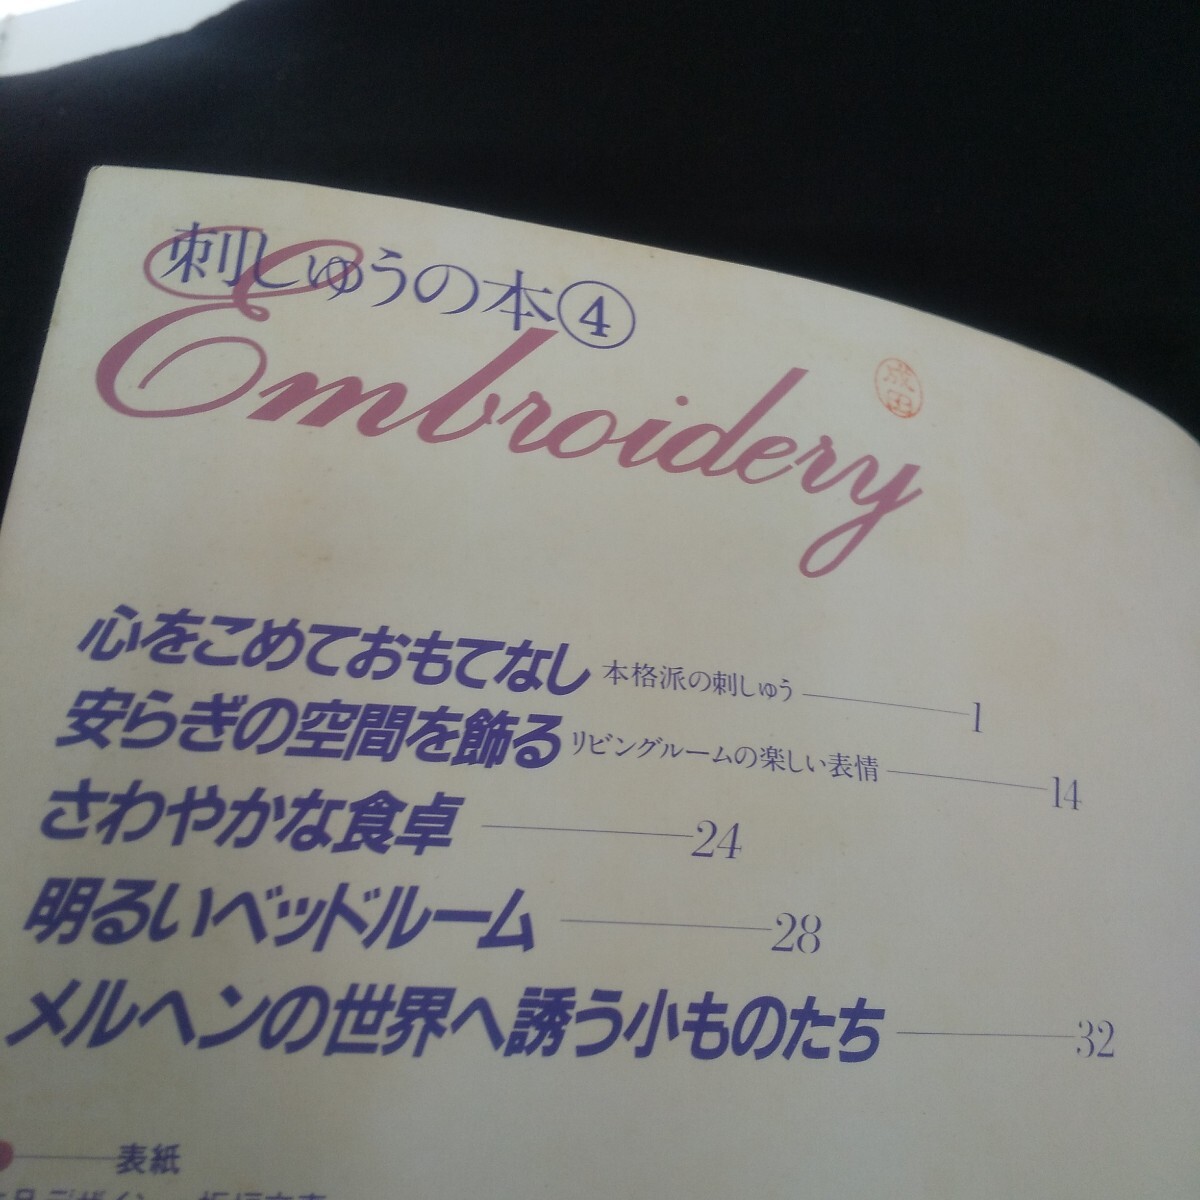 刺しゅうの本④
Embroidery
心をこめておもてなし 本格派の刺しゅう 1
安らぎの空間を飾る リビングルームの楽しい表情 14
さわやかな食卓 24
明るいベッドルーム 28
メルヘンの世界へ誘う小ものたち 32
表紙